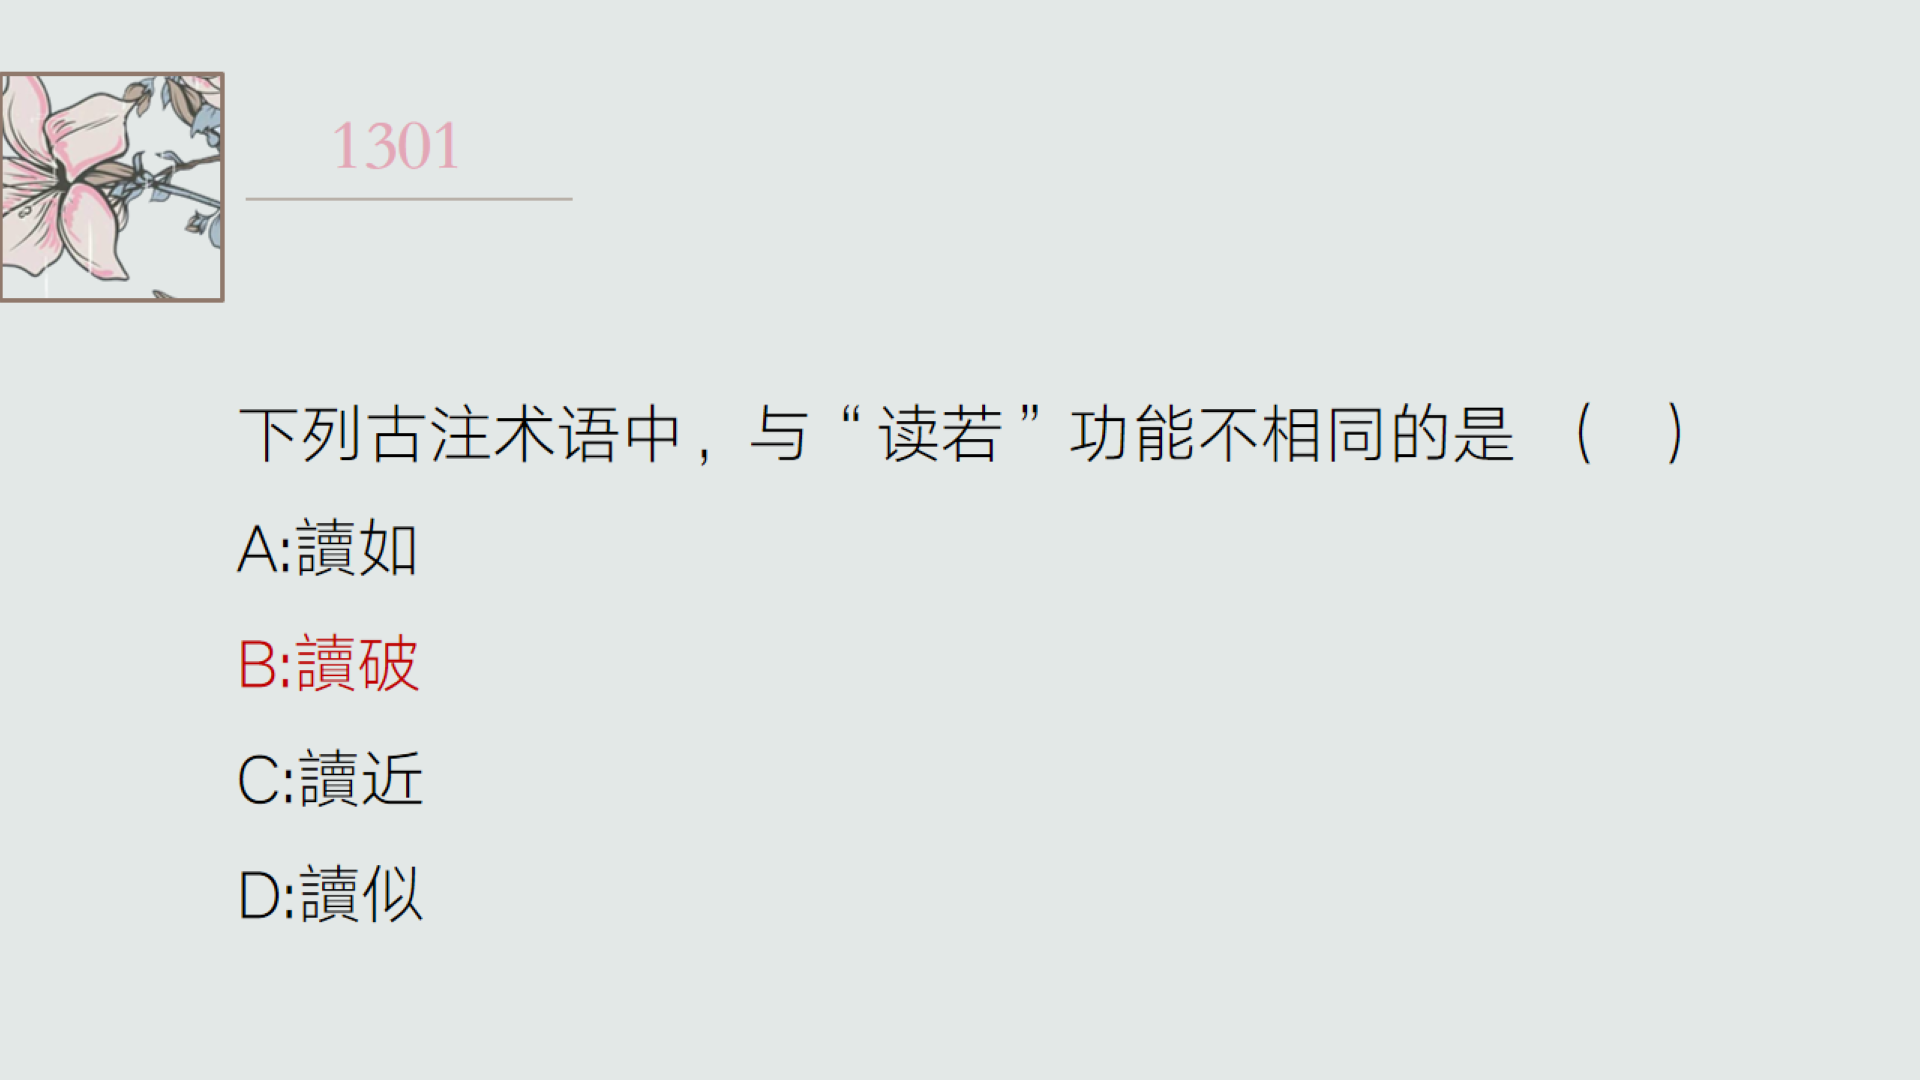 1301
下列古注术语中，与“读若”功能不相同的是 （ ）
A:讀如
B:讀破
C:讀近
D:讀似